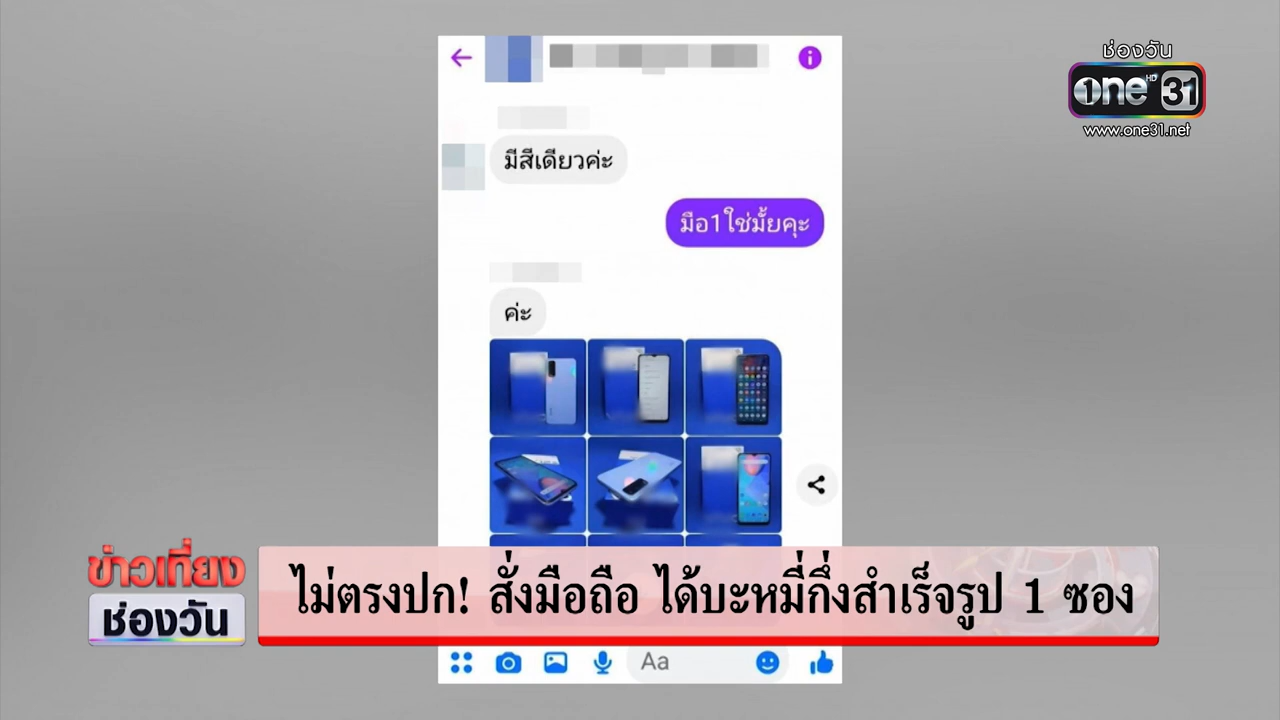 ช่องวัน
one HD 31
www.one31.net
มีสีเดียวค่ะ
มือ1ใช่มั้ยคุะ
ค่ะ
ข่าวเที่ยง
ช่องวัน
ไม่ตรงปก! สั่งมือถือ ได้บะหมี่กึ่งสำเร็จรูป 1 ซอง
Aa